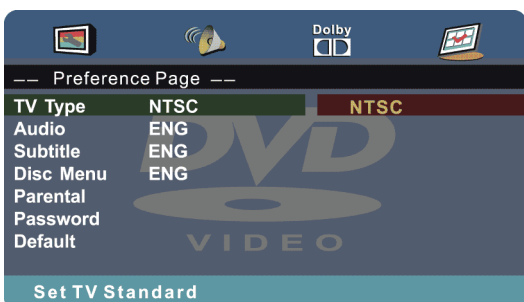 Dolby
-- Preference Page --
TV Type NTSC NTSC
Audio ENG
Subtitle ENG
Disc Menu ENG
Parental
Password
Default
DVD
VIDEO
Set TV Standard